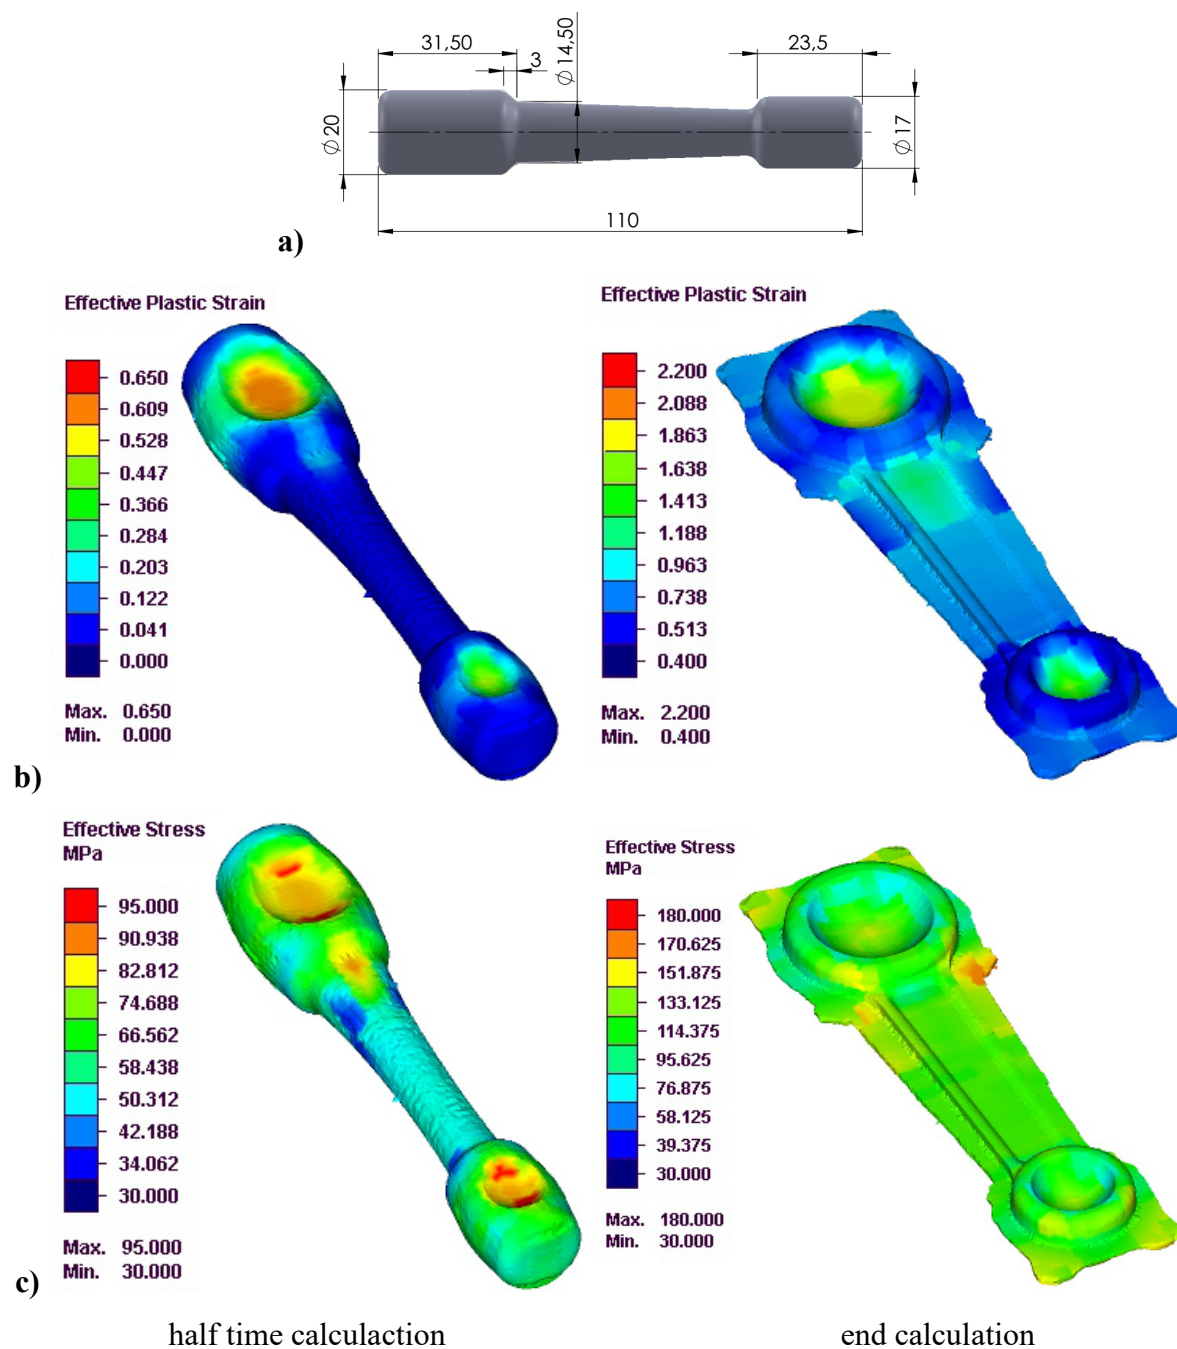 31,50
3
⌀14,50
23,5
⌀20
⌀17
110
a)
Effective Plastic Strain
0.650
0.609
0.528
0.447
0.366
0.284
0.203
0.122
0.041
0.000
Max. 0.650
Min. 0.000
Effective Plastic Strain
2.200
2.088
1.863
1.638
1.413
1.188
0.963
0.738
0.513
0.400
Max. 2.200
Min. 0.400
b)
Effective Stress
MPa
95.000
90.938
82.812
74.688
66.562
58.438
50.312
42.188
34.062
30.000
Max. 95.000
Min. 30.000
Effective Stress
MPa
180.000
170.625
151.875
133.125
114.375
95.625
76.875
58.125
39.375
30.000
Max. 180.000
Min. 30.000
c)
half time calculaction
end calculation